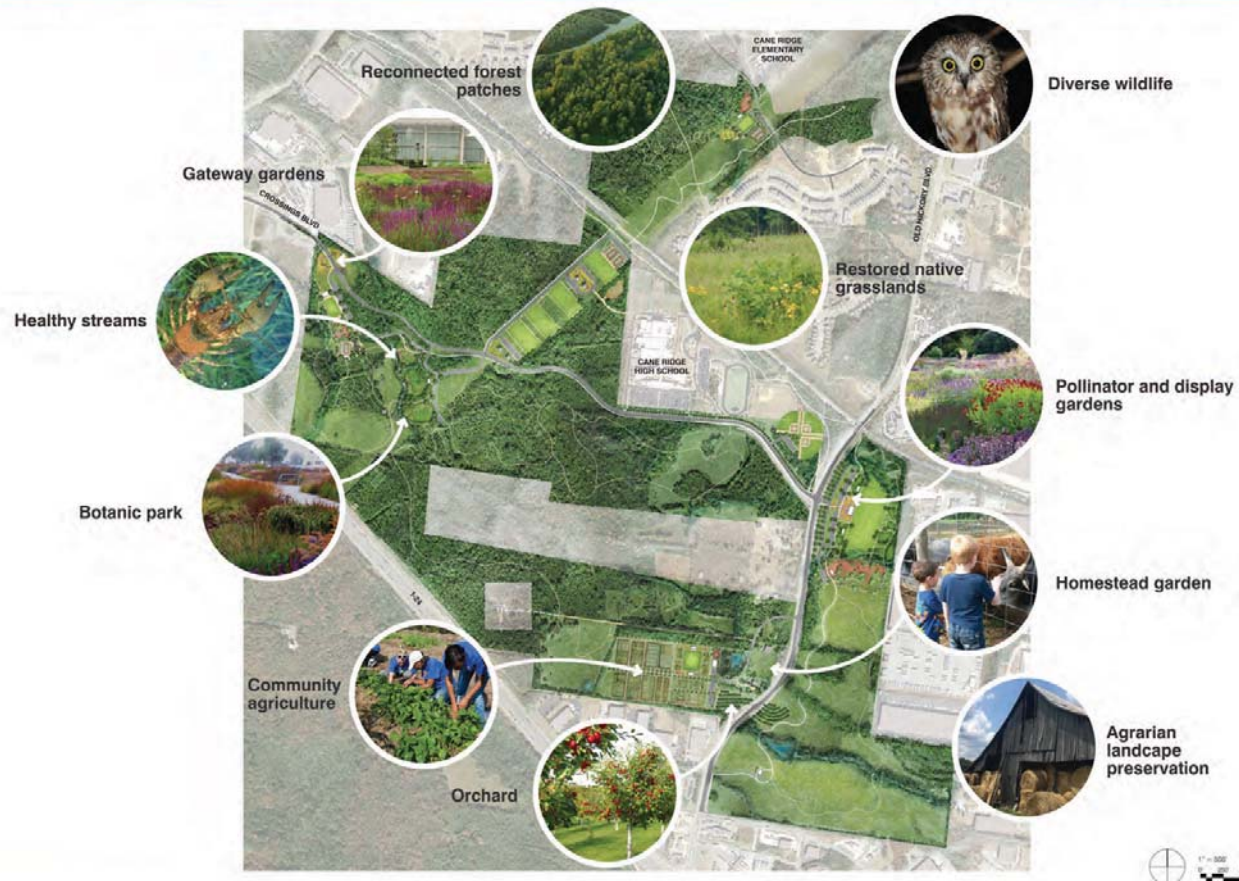 CANE RIDGE
ELEMENTARY
SCHOOL
Reconnected forest
patches
Diverse wildlife
Gateway gardens
CROSSINGS BLVD
OLD HICKORY BLVD
Restored native
grasslands
Healthy streams
CANE RIDGE
HIGH SCHOOL
Pollinator and display
gardens
Botanic park
Homestead garden
I-24
Community
agriculture
Agrarian
landcape
preservation
Orchard